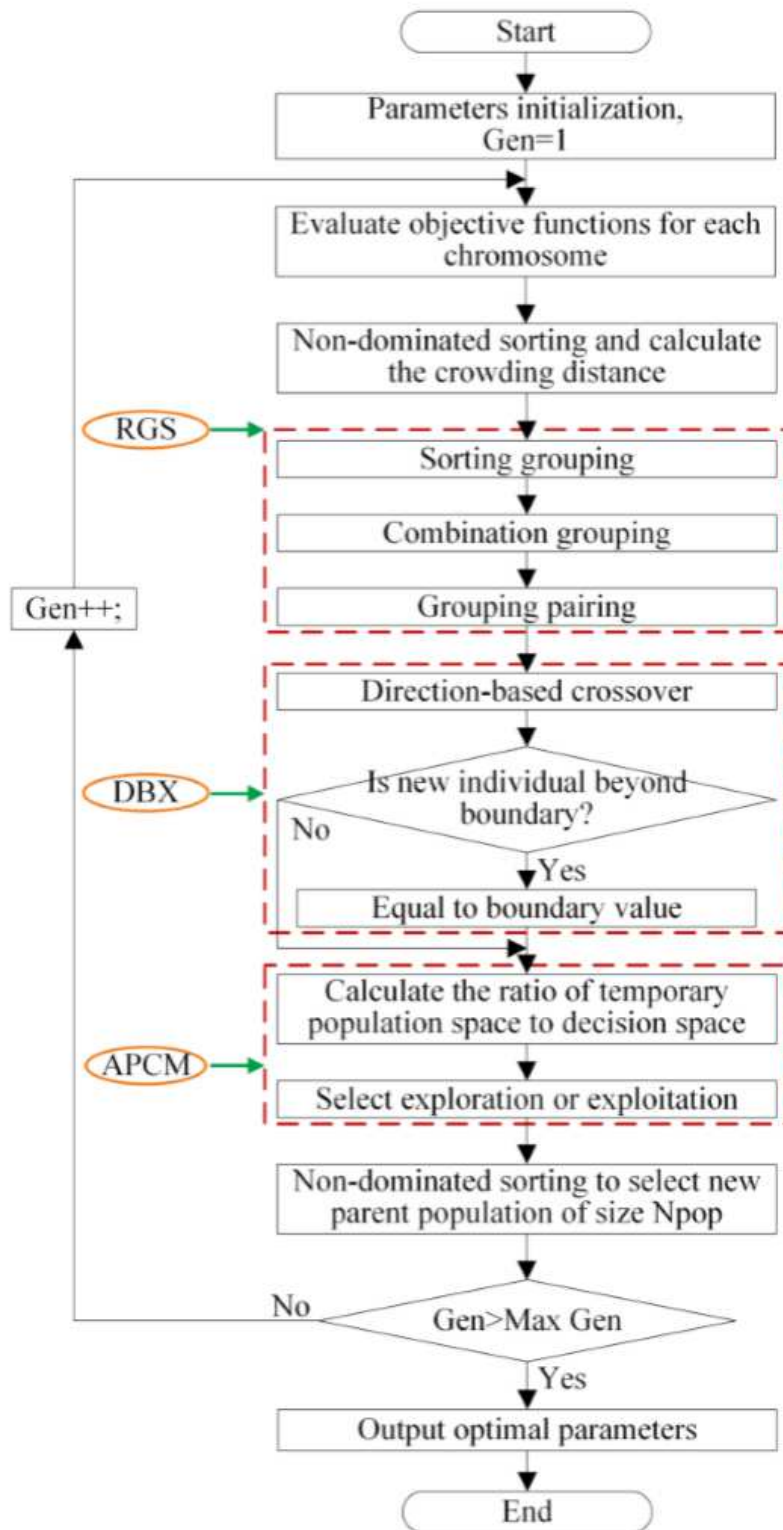 Start
Parameters initialization,
Gen=1
Evaluate objective functions for each
chromosome
Non-dominated sorting and calculate
the crowding distance
RGS
Sorting grouping
Combination grouping
Gen++;
Grouping pairing
Direction-based crossover
DBX
Is new individual beyond
boundary?
No
Yes
Equal to boundary value
Calculate the ratio of temporary
population space to decision space
APCM
Select exploration or exploitation
Non-dominated sorting to select new
parent population of size Npop
No
Gen>Max Gen
Yes
Output optimal parameters
End